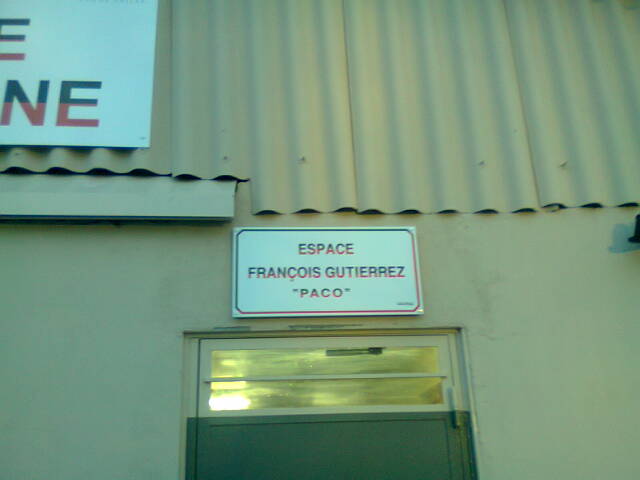 E
NE
ESPACE
FRANÇOIS GUTIERREZ
"PACO"